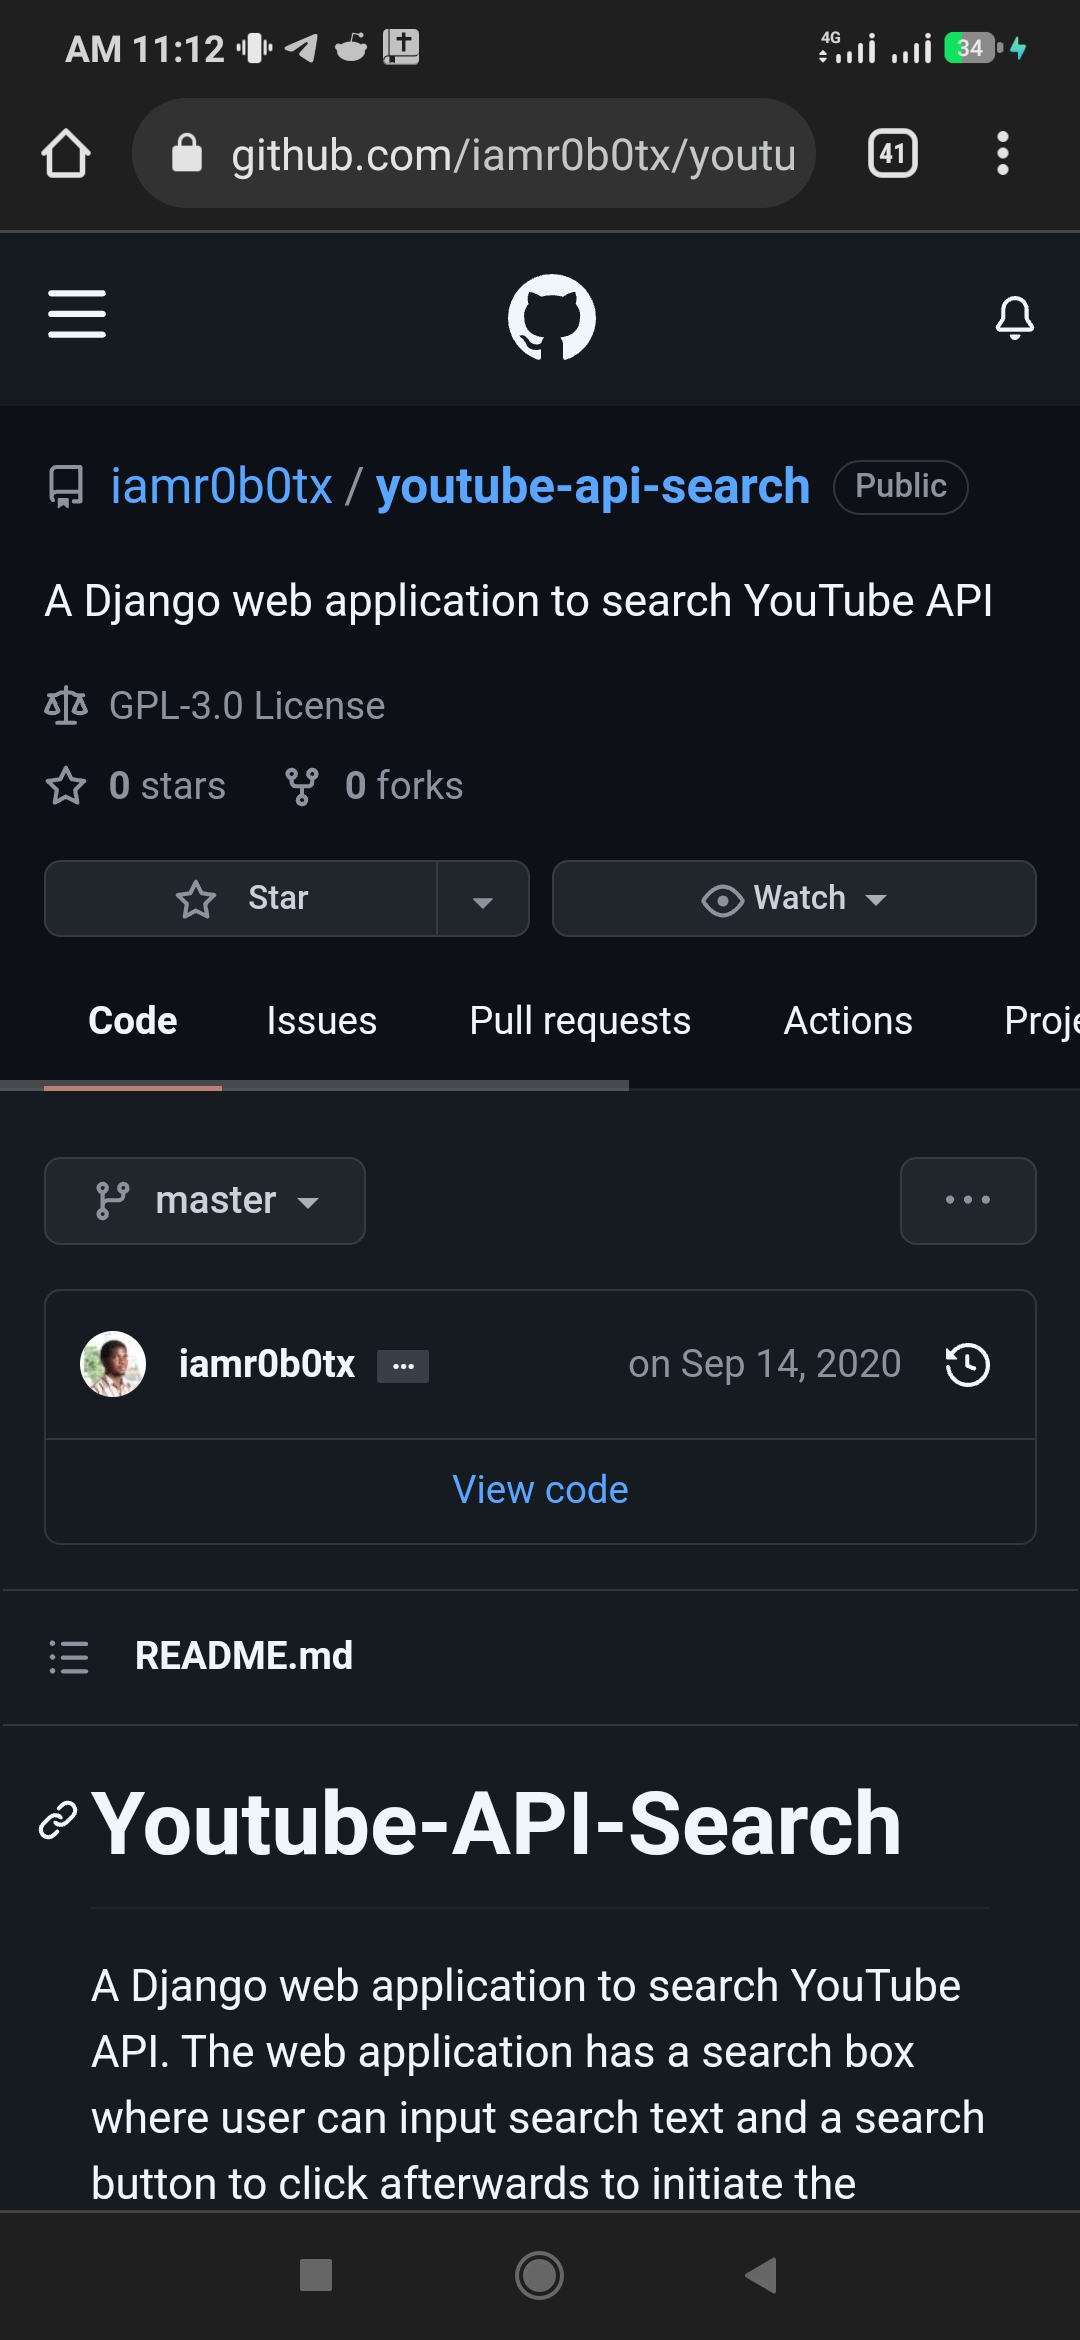 AM 11:12
4G
34
github.com/iamr0b0tx/youtu
41
iamr0b0tx / youtube-api-search Public
A Django web application to search YouTube API
GPL-3.0 License
0 stars 0 forks
Star Watch
Code Issues Pull requests Actions Proje
master
iamr0b0tx ... on Sep 14, 2020
View code
README.md
Youtube-API-Search
A Django web application to search YouTube
API. The web application has a search box
where user can input search text and a search
button to click afterwards to initiate the